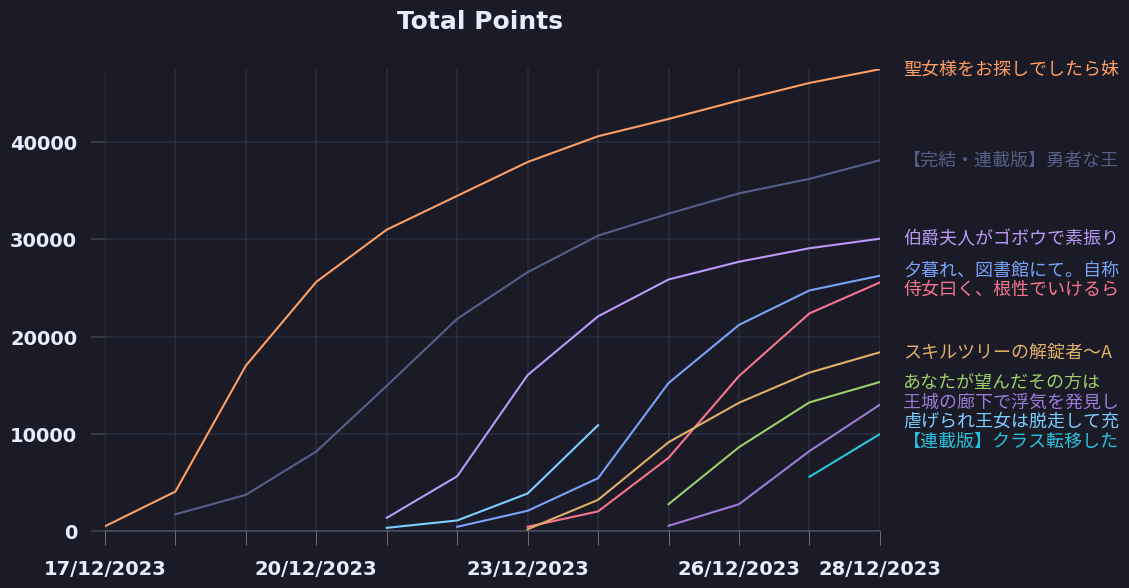 Total Points
聖女様をお探しでしたら妹
40000
【完結・連載版】勇者な王
30000
伯爵夫人がゴボウで素振り
夕暮れ、図書館にて。自称
侍女曰く、根性でいけるら
20000
スキルツリーの解錠者～A
あなたが望んだその方は
王城の廊下で浮気を発見し
虐げられ王女は脱走して充
10000
【連載版】クラス転移した
0
17/12/2023
20/12/2023
23/12/2023
26/12/2023
28/12/2023